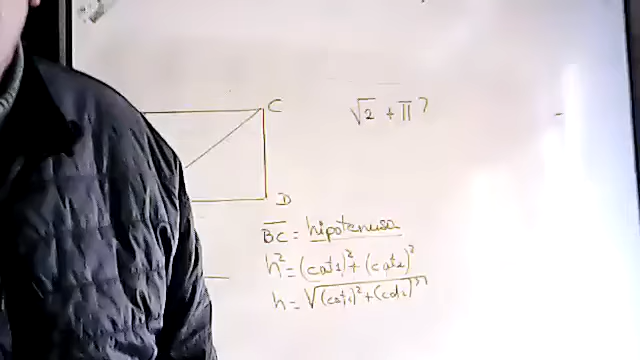 C
√2 + π ?
D
BC = hipotenusa
h² = (cat₁)² + (cat₂)²
h = √(cat₁)² + (cat₂)²